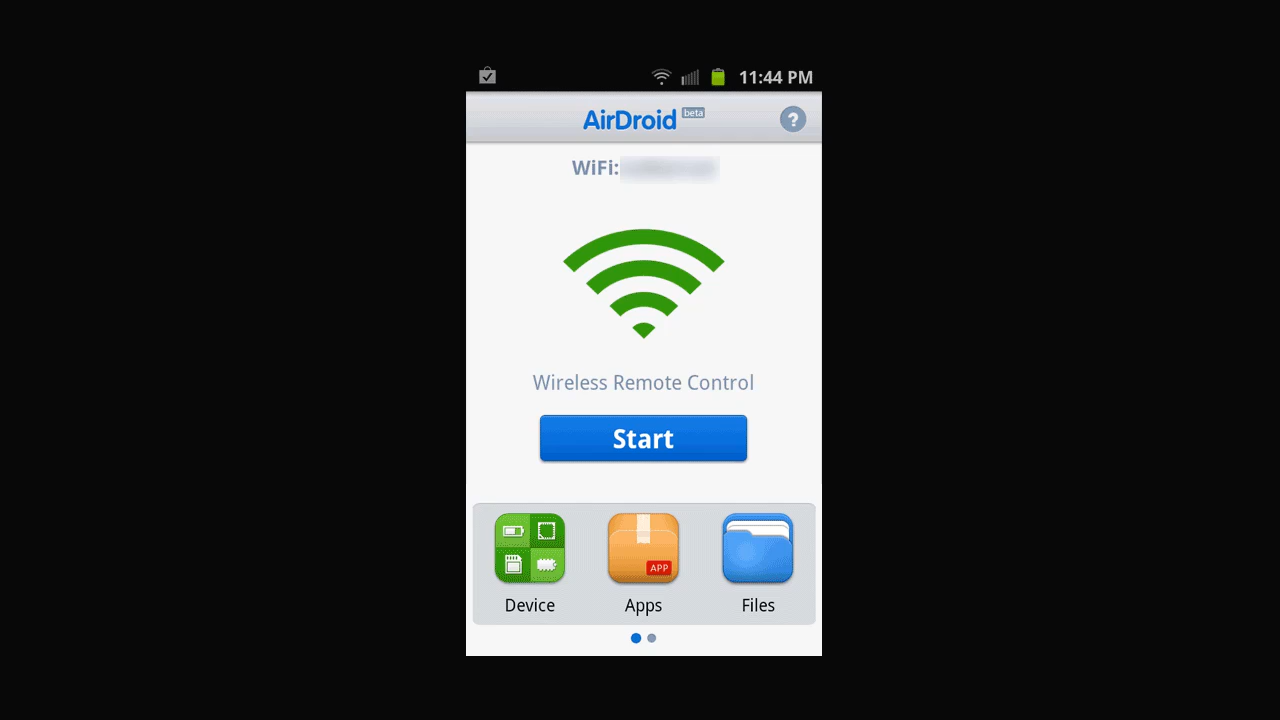 11:44 PM
AirDroid beta
?
WiFi:
Wireless Remote Control
Start
APP
Device Apps Files